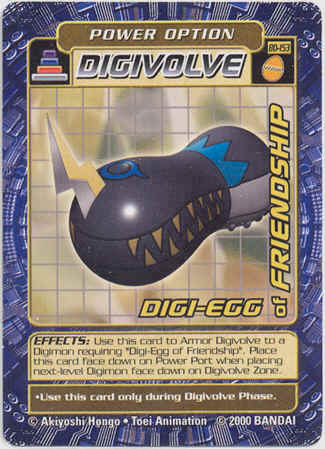 POWER OPTION
DIGIVOLVE
BO-153
DIGI-EGG
of FRIENDSHIP
EFFECTS: Use this card to Armor Digivolve to a
Digimon requiring "Digi-Egg of Friendship". Place
this card face down on Power Port when placing
next-level Digimon face down on Digivolve Zone.
•Use this card only during Digivolve Phase.
© Akiyoshi Hongo • Toei Animation © 2000 BANDAI